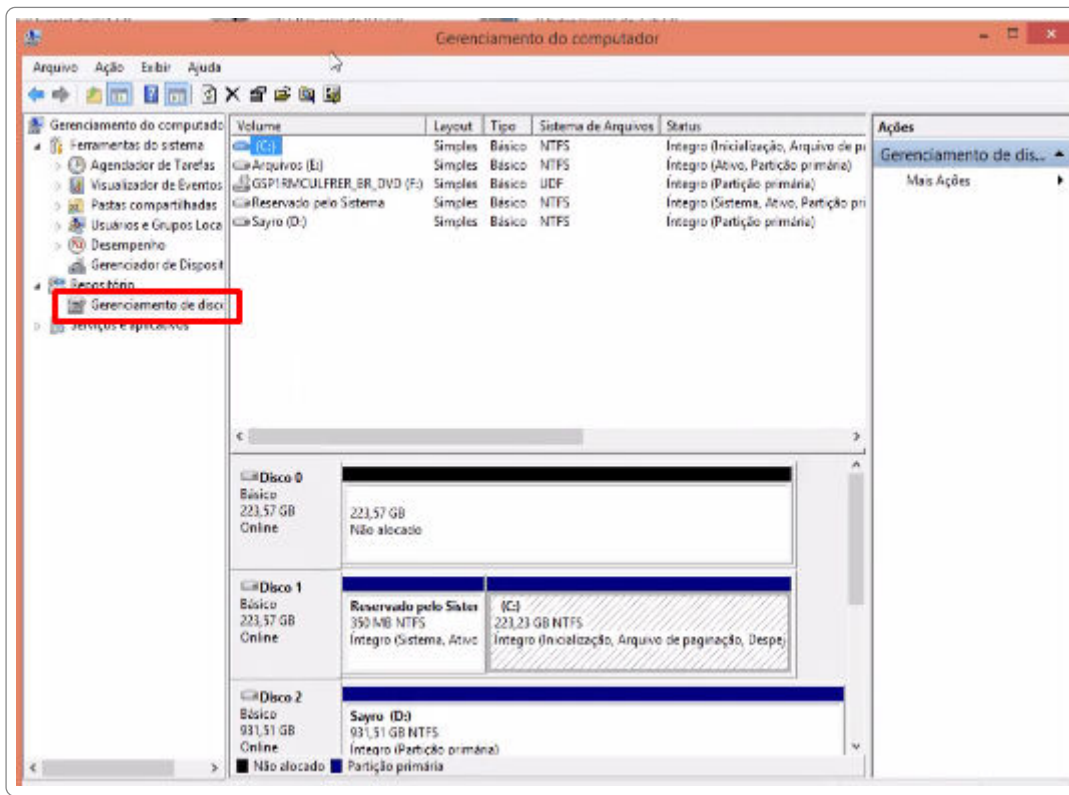 Gerenciamento do computador
Arquivo Ação Exibir Ajuda
Gerenciamento do computado
Ferramentas do sistema
Agendador de Tarefas
Visualizador de Eventos
Pastas compartilhadas
Usuários e Grupos Loca
Desempenho
Gerenciador de Disposit
Repositório
Gerenciamento de disco
Serviços e aplicativos
Volume Layout Tipo Sistema de Arquivos Status
(C:) Simples Básico NTFS Íntegro (Inicialização, Arquivo de pa
Arquivos (E:) Simples Básico NTFS Íntegro (Ativo, Partição primária)
GSP1RMCULFRER_BR_DVD (F:) Simples Básico UDF Íntegro (Partição primária)
Reservado pelo Sistema Simples Básico NTFS Íntegro (Sistema, Ativo, Partição pri
Sayro (D:) Simples Básico NTFS Íntegro (Partição primária)
Ações
Gerenciamento de dis...
Mais Ações
Disco 0
Básico
223,57 GB
Online
223,57 GB
Não alocado
Disco 1
Básico
223,57 GB
Online
Reservado pelo Sister
350 MB NTFS
Íntegro (Sistema, Ativo
(C:)
223,23 GB NTFS
Íntegro (Inicialização, Arquivo de paginação, Despej
Disco 2
Básico
931,51 GB
Online
Sayro (D:)
931,51 GB NTFS
Íntegro (Partição primária)
Não alocado Partição primária